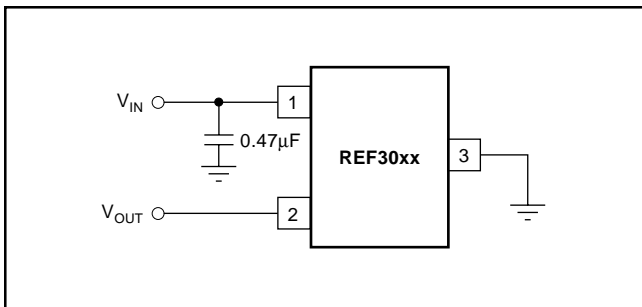 V_IN
1
0.47μF
REF30xx
3
V_OUT
2